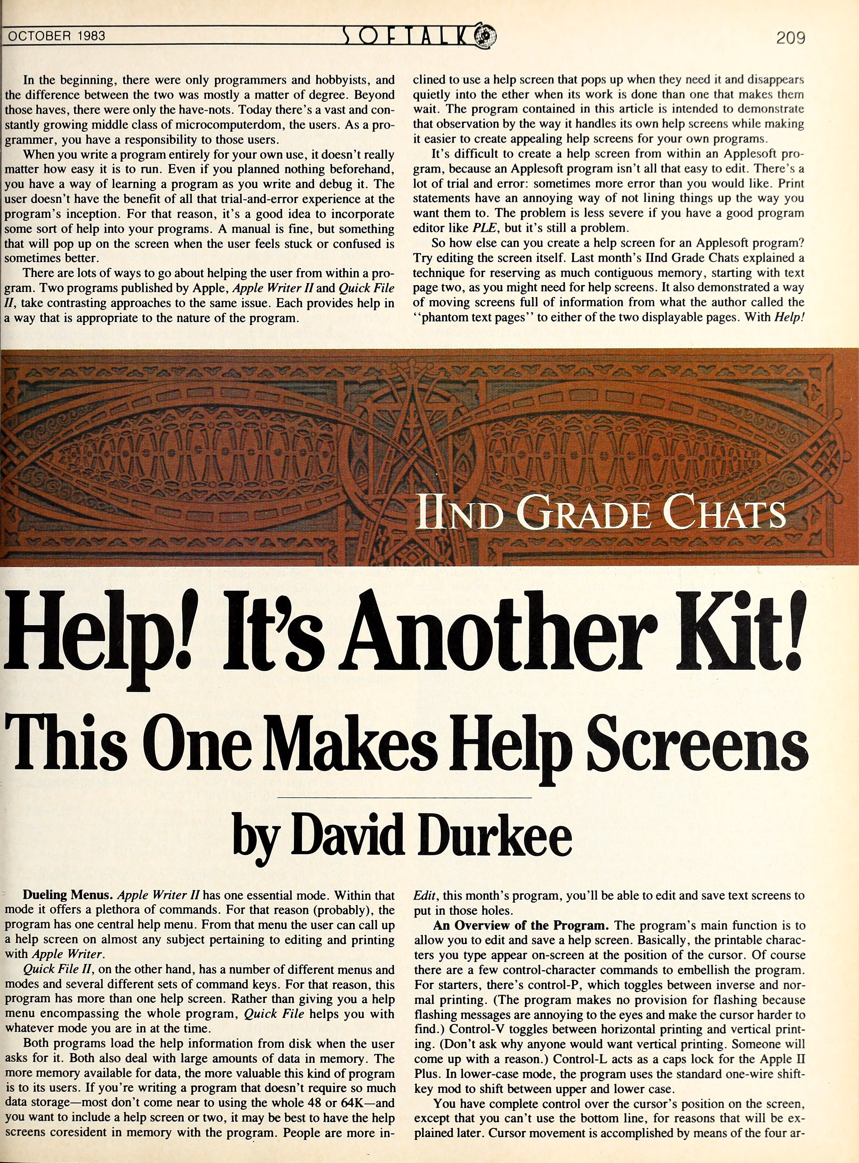 OCTOBER 1983
SOFTALK
209
In the beginning, there were only programmers and hobbyists, and
the difference between the two was mostly a matter of degree. Beyond
those haves, there were only the have-nots. Today there's a vast and con-
stantly growing middle class of microcomputerdom, the users. As a pro-
grammer, you have a responsibility to those users.
When you write a program entirely for your own use, it doesn't really
matter how easy it is to run. Even if you planned nothing beforehand,
you have a way of learning a program as you write and debug it. The
user doesn't have the benefit of all that trial-and-error experience at the
program's inception. For that reason, it's a good idea to incorporate
some sort of help into your programs. A manual is fine, but something
that will pop up on the screen when the user feels stuck or confused is
sometimes better.
There are lots of ways to go about helping the user from within a pro-
gram. Two programs published by Apple, Apple Writer II and Quick File
II, take contrasting approaches to the same issue. Each provides help in
a way that is appropriate to the nature of the program.
clined to use a help screen that pops up when they need it and disappears
quietly into the ether when its work is done than one that makes them
wait. The program contained in this article is intended to demonstrate
that observation by the way it handles its own help screens while making
it easier to create appealing help screens for your own programs.
It's difficult to create a help screen from within an Applesoft pro-
gram, because an Applesoft program isn't all that easy to edit. There's a
lot of trial and error: sometimes more error than you would like. Print
statements have an annoying way of not lining things up the way you
want them to. The problem is less severe if you have a good program
editor like PLE, but it's still a problem.
So how else can you create a help screen for an Applesoft program?
Try editing the screen itself. Last month's IInd Grade Chats explained a
technique for reserving as much contiguous memory, starting with text
page two, as you might need for help screens. It also demonstrated a way
of moving screens full of information from what the author called the
"phantom text pages" to either of the two displayable pages. With Help!
IIND GRADE CHATS
Help! It's Another Kit!
This One Makes Help Screens
by David Durkee
Dueling Menus. Apple Writer II has one essential mode. Within that
mode it offers a plethora of commands. For that reason (probably), the
program has one central help menu. From that menu the user can call up
a help screen on almost any subject pertaining to editing and printing
with Apple Writer.
Quick File II, on the other hand, has a number of different menus and
modes and several different sets of command keys. For that reason, this
program has more than one help screen. Rather than giving you a help
menu encompassing the whole program, Quick File helps you with
whatever mode you are in at the time.
Both programs load the help information from disk when the user
asks for it. Both also deal with large amounts of data in memory. The
more memory available for data, the more valuable this kind of program
is to its users. If you're writing a program that doesn't require so much
data storage—most don't come near to using the whole 48 or 64K—and
you want to include a help screen or two, it may be best to have the help
screens coresident in memory with the program. People are more in-
Edit, this month's program, you'll be able to edit and save text screens to
put in those holes.
An Overview of the Program. The program's main function is to
allow you to edit and save a help screen. Basically, the printable charac-
ters you type appear on-screen at the position of the cursor. Of course
there are a few control-character commands to embellish the program.
For starters, there's control-P, which toggles between inverse and nor-
mal printing. (The program makes no provision for flashing because
flashing messages are annoying to the eyes and make the cursor harder to
find.) Control-V toggles between horizontal printing and vertical print-
ing. (Don't ask why anyone would want vertical printing. Someone will
come up with a reason.) Control-L acts as a caps lock for the Apple II
Plus. In lower-case mode, the program uses the standard one-wire shift-
key mod to shift between upper and lower case.
You have complete control over the cursor's position on the screen,
except that you can't use the bottom line, for reasons that will be ex-
plained later. Cursor movement is accomplished by means of the four ar-